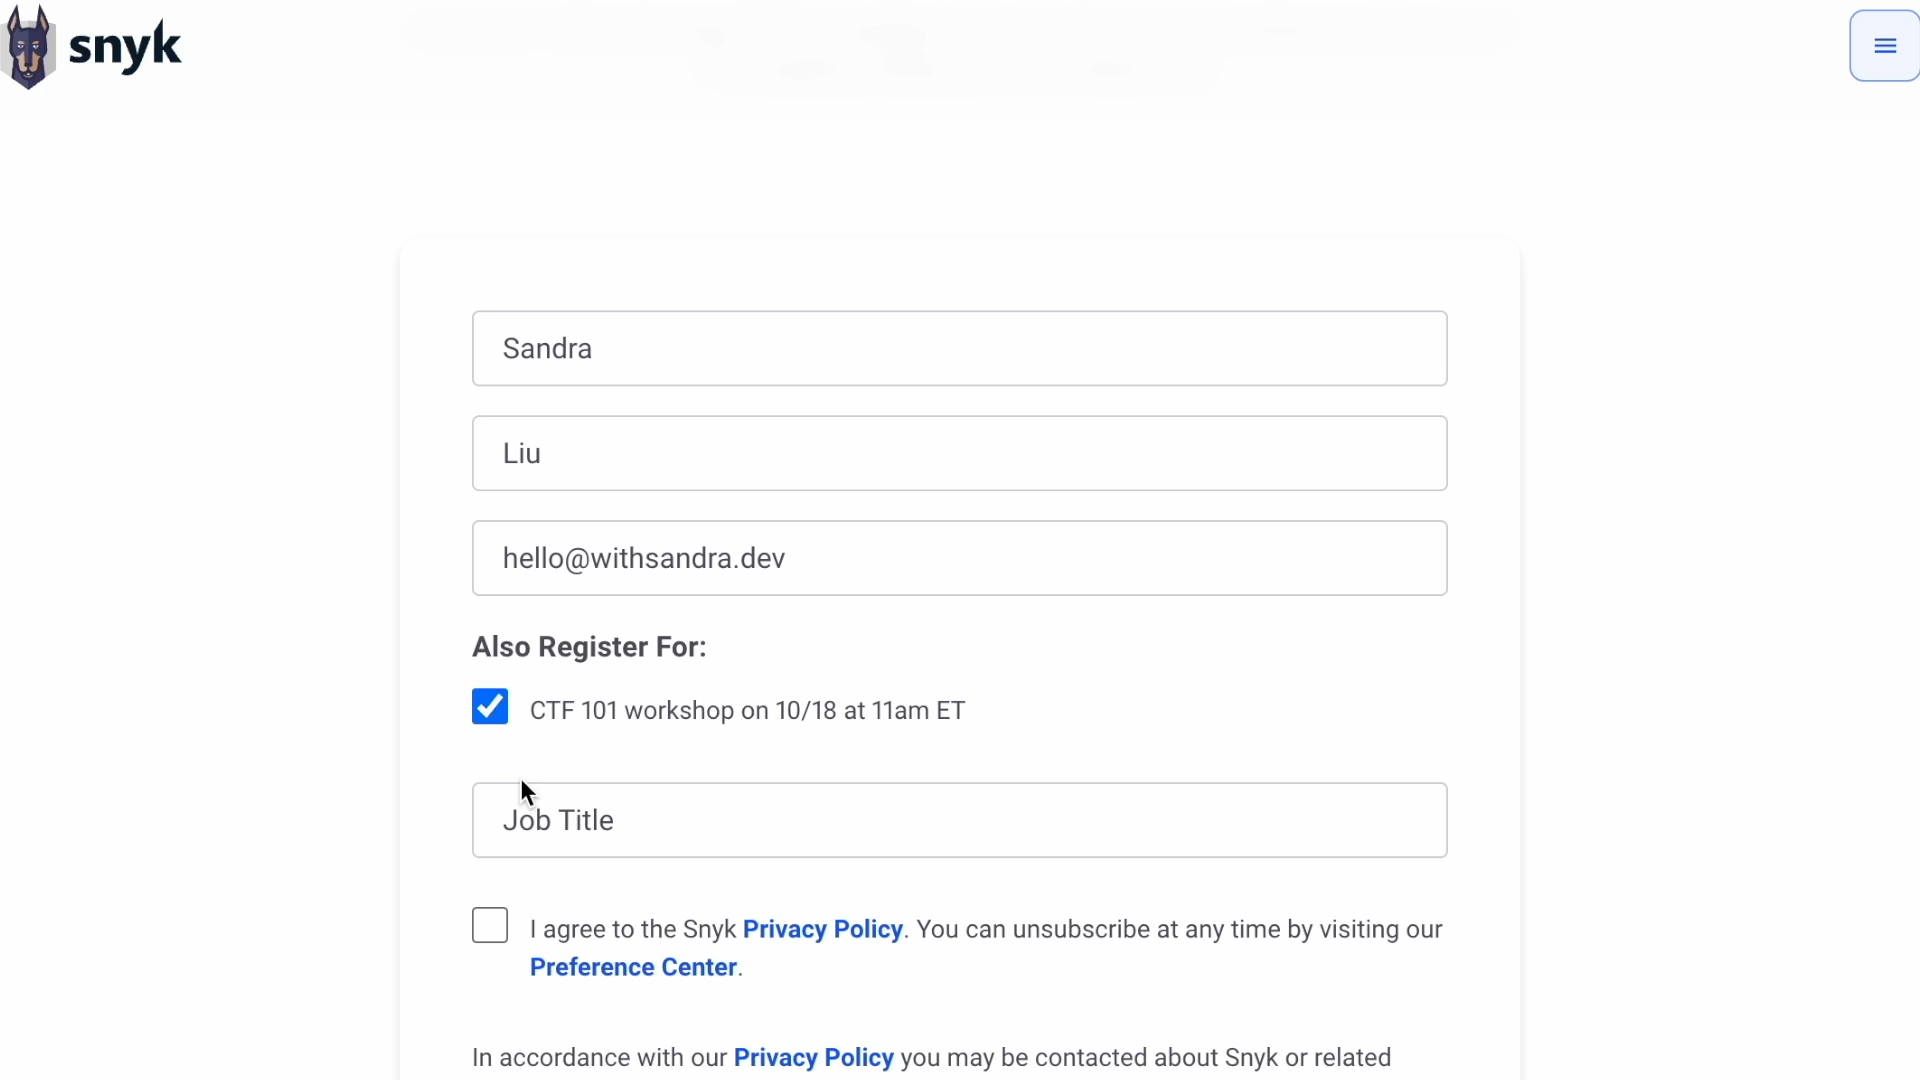 snyk
Sandra
Liu
hello@withsandra.dev
Also Register For:
CTF 101 workshop on 10/18 at 11am ET
Job Title
I agree to the Snyk Privacy Policy. You can unsubscribe at any time by visiting our
Preference Center.
In accordance with our Privacy Policy you may be contacted about Snyk or related